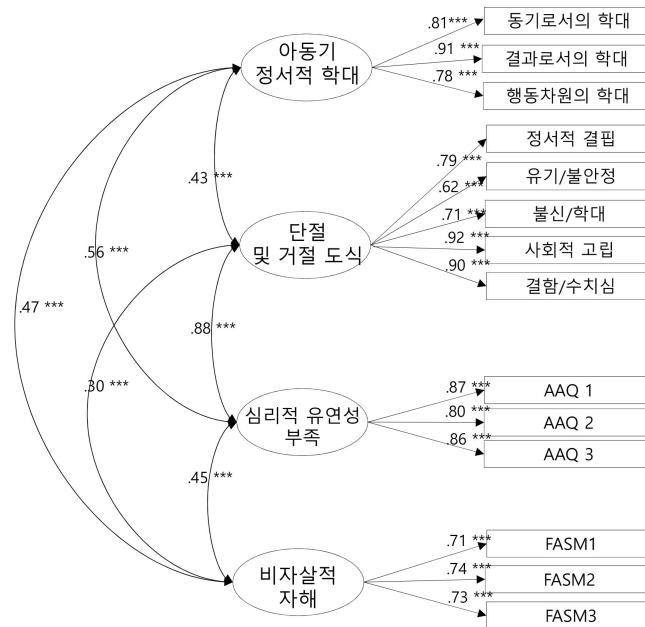 아동기
정서적 학대
.81***
동기로서의 학대
.91 ***
결과로서의 학대
.78 ***
행동차원의 학대
.43 ***
.56 ***
.47 ***
단절
및 거절 도식
.79 ***
정서적 결핍
.62 ***
유기/불안정
.71 ***
불신/학대
.92 ***
사회적 고립
.90 ***
결함/수치심
.88 ***
.30 ***
심리적 유연성
부족
.87 ***
AAQ 1
.80 ***
AAQ 2
.86 ***
AAQ 3
.45 ***
비자살적
자해
.71 ***
FASM1
.74 ***
FASM2
.73 ***
FASM3